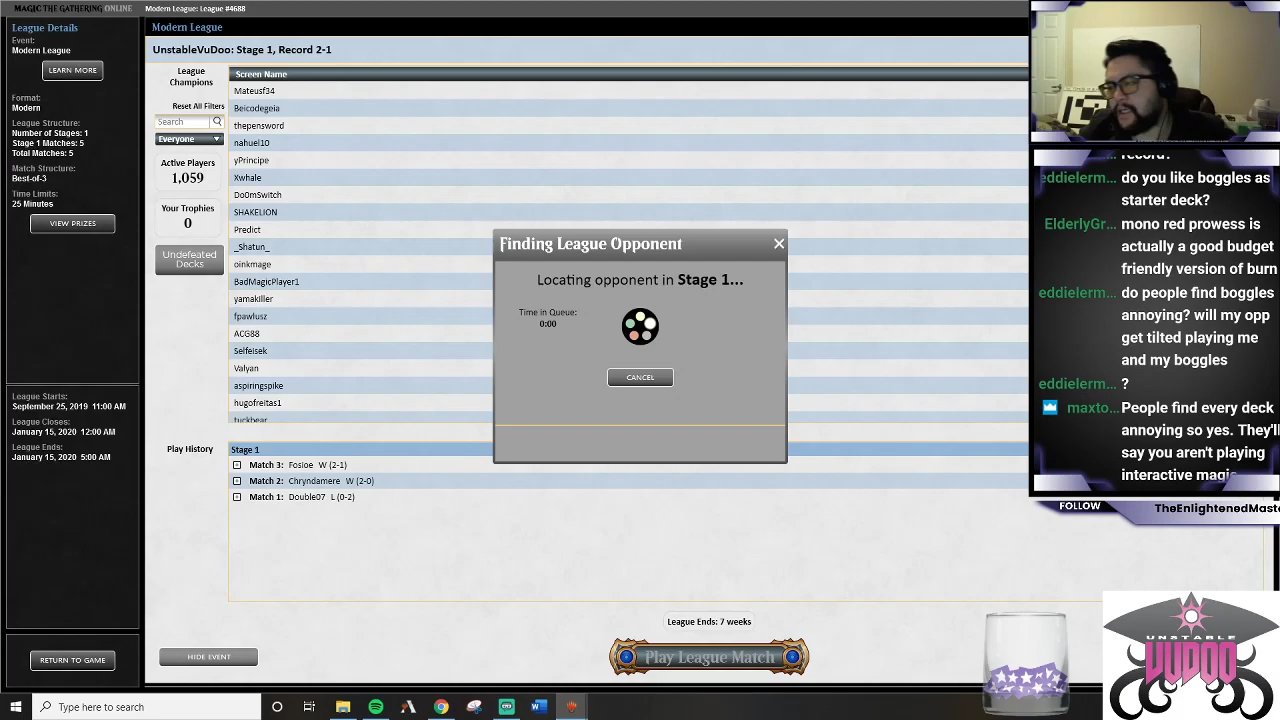 MAGIC THE GATHERING ONLINE
Modern League: League #4688
League Details
Event:
Modern League
LEARN MORE
Format:
Modern
League Structure:
Number of Stages: 1
Stage 1 Matches: 5
Total Matches: 5
Match Structure:
Best-of-3
Time Limits:
25 Minutes
VIEW PRIZES
League Starts:
September 25, 2019 11:00 AM
League Closes:
January 15, 2020 12:00 AM
League Ends:
January 15, 2020 5:00 AM
RETURN TO GAME
Modern League
UnstableVuDoo: Stage 1, Record 2-1
League
Champions
Reset All Filters
Search
Everyone
Active Players
1,059
Your Trophies
0
Undefeated
Decks
Screen Name
Mateusf34
Beicodegeia
thepensword
nahuel10
yPrincipe
Xwhale
Do0mSwitch
SHAKELION
Predict
_Shatun_
oinkmage
BadMagicPlayer1
yamakiller
fpawlusz
ACG88
Selfeisek
Valyan
aspiringspike
hugofreitas1
tuckbear
Finding League Opponent
Locating opponent in Stage 1...
Time in Queue:
0:00
CANCEL
Play History
Stage 1
Match 3: Fosioe W (2-1)
Match 2: Chryndamere W (2-0)
Match 1: Double07 L (0-2)
League Ends: 7 weeks
HIDE EVENT
Play League Match
record?
eddielerm... do you like boggles as
starter deck?
ElderlyGr... mono red prowess is
actually a good budget
friendly version of burn
eddielerm... do people find boggles
annoying? will my opp
get tilted playing me
and my boggles
eddielerm... ?
maxto... People find every deck
annoying so yes. They'll
say you aren't playing
interactive magic
FOLLOW
TheEnlightenedMaste
UNSTABLE
VUDOO
Type here to search